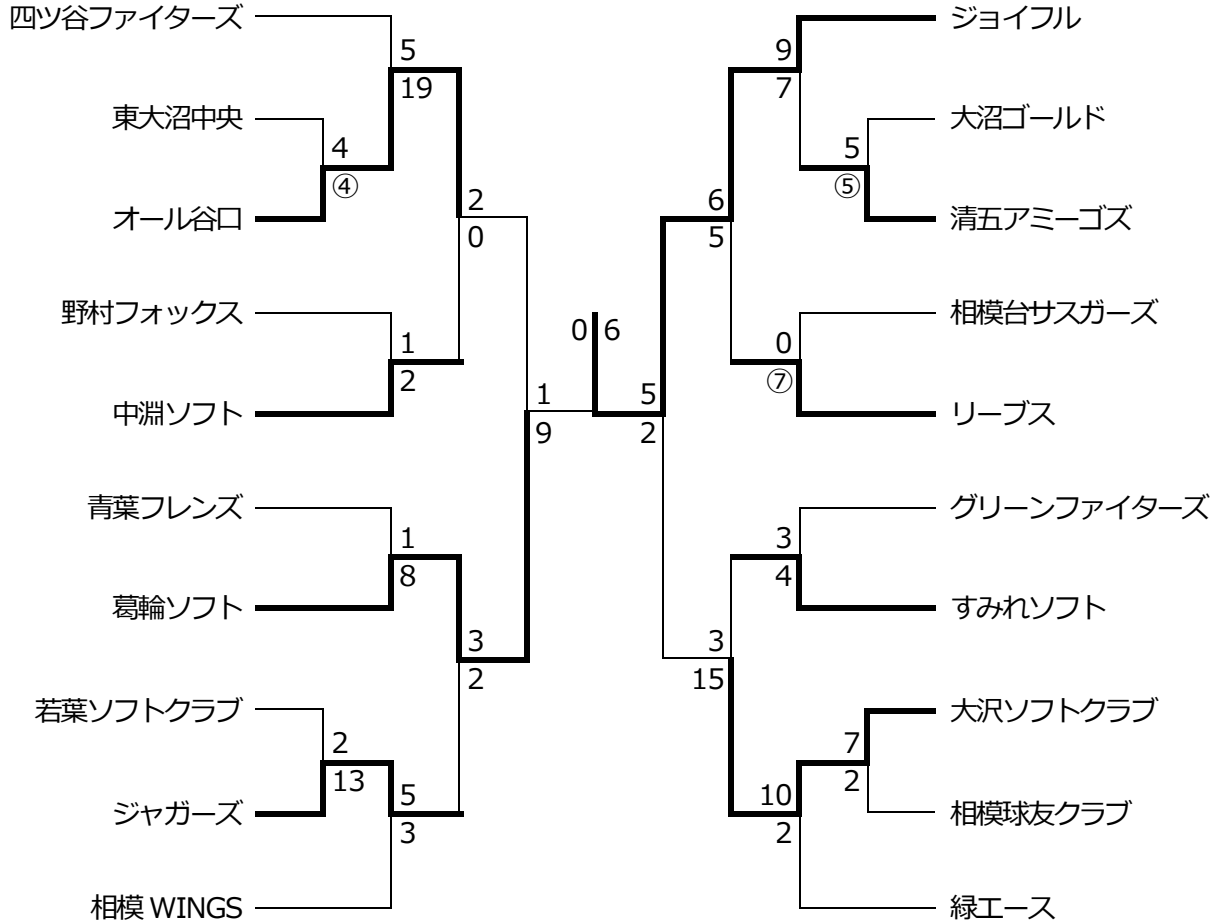 四ツ谷ファイターズ
ジョイフル
5
9
19
7
東大沼中央
大沼ゴールド
4
5
④
⑤
オール谷口
2
6
清五アミーゴズ
0
5
野村フォックス
0 6
相模台サスガーズ
1
0
2
⑦
中淵ソフト
1
5
リーブス
9
2
青葉フレンズ
グリーンファイターズ
1
3
8
4
葛輪ソフト
すみれソフト
3
3
2
15
若葉ソフトクラブ
大沢ソフトクラブ
2
7
13
2
ジャガーズ
5
10
相模球友クラブ
3
2
相模 WINGS
緑エース